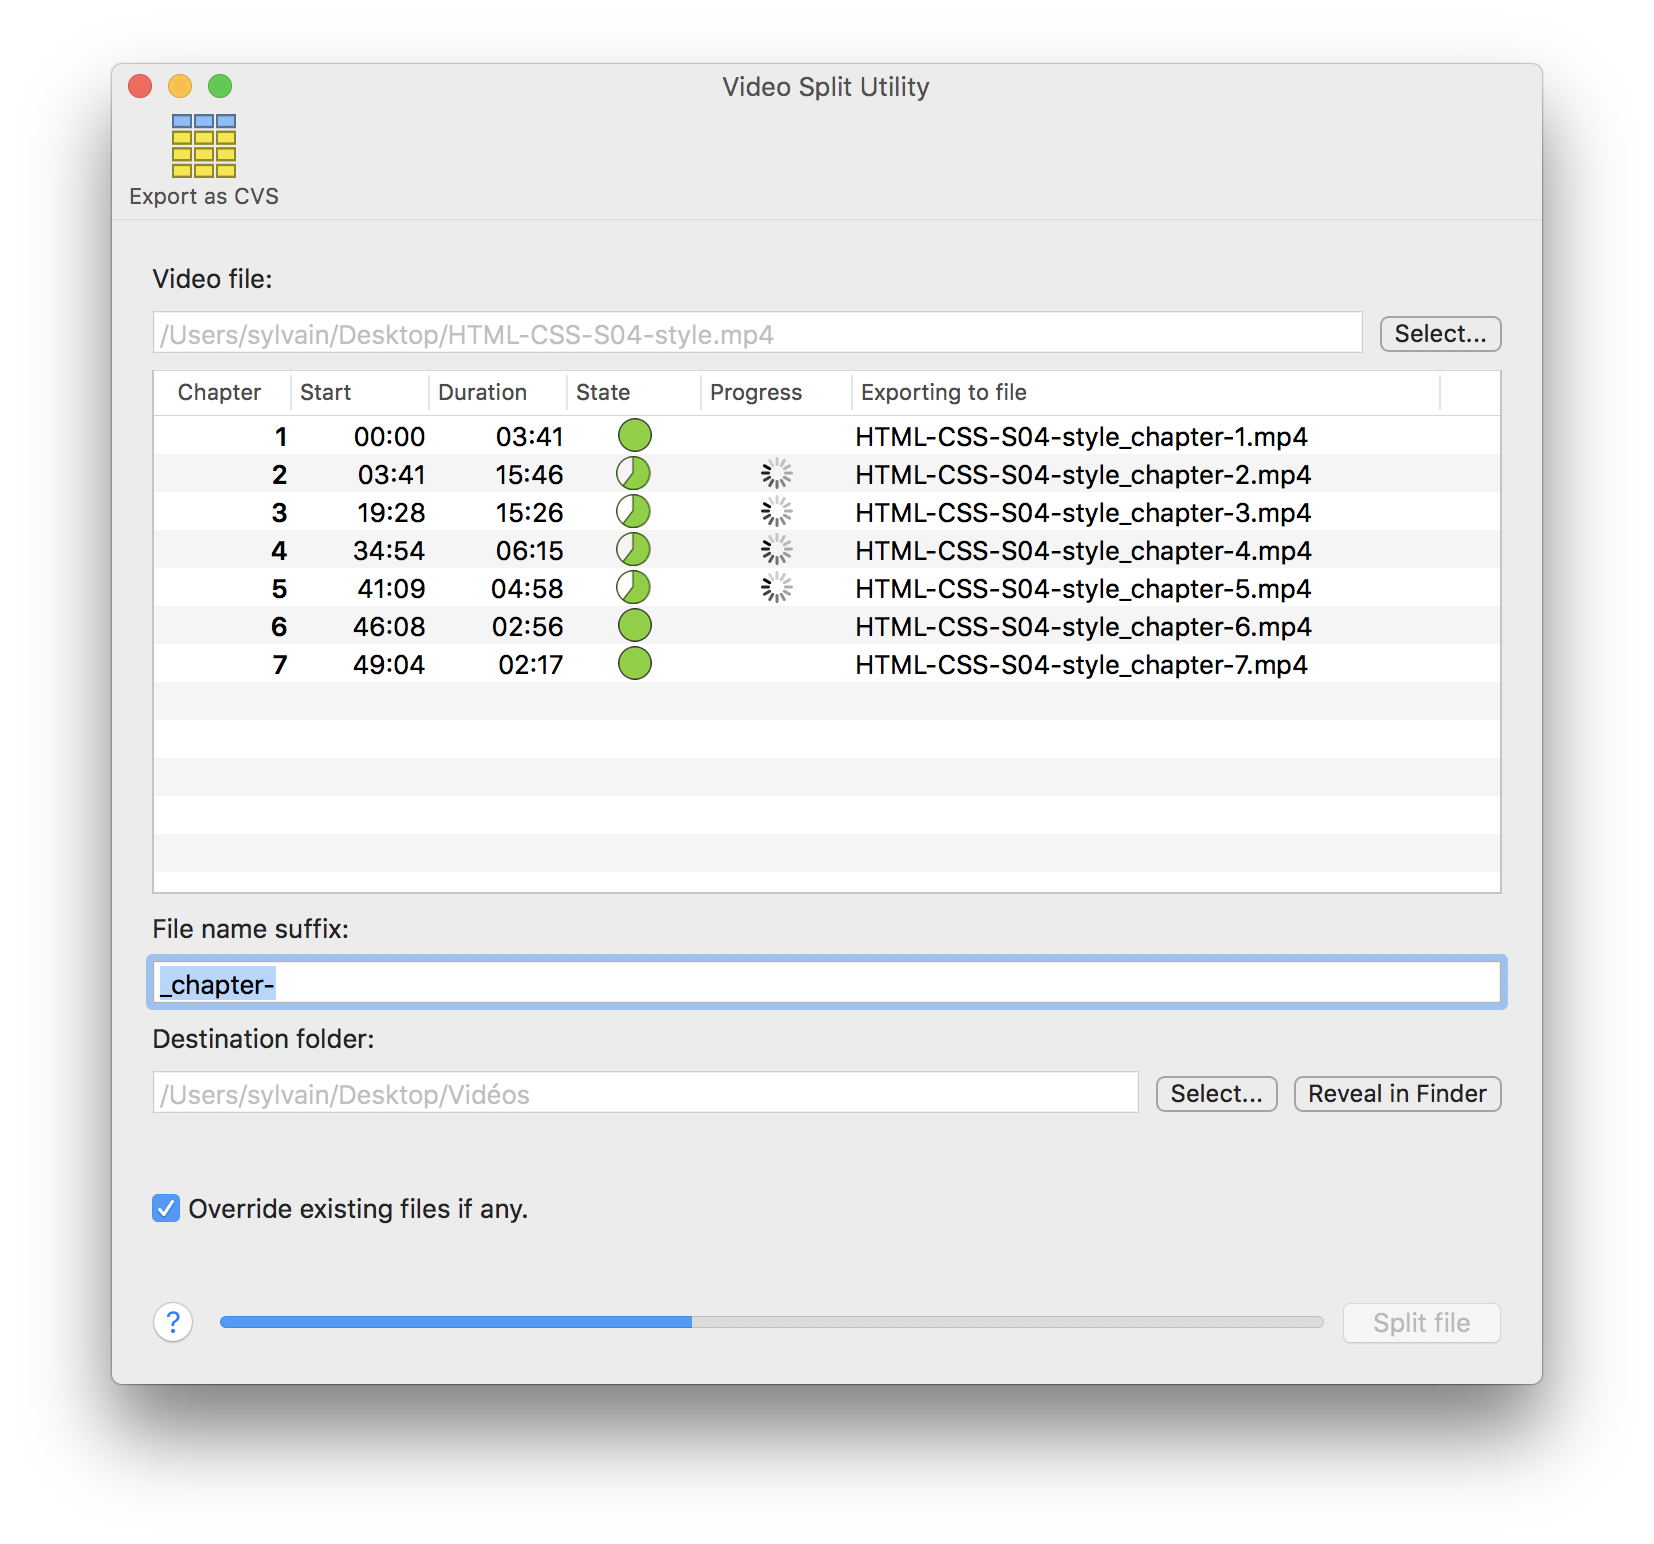 Video Split Utility
Export as CVS
Video file:
/Users/sylvain/Desktop/HTML-CSS-S04-style.mp4 Select...
Chapter Start Duration State Progress Exporting to file
1 00:00 03:41 HTML-CSS-S04-style_chapter-1.mp4
2 03:41 15:46 HTML-CSS-S04-style_chapter-2.mp4
3 19:28 15:26 HTML-CSS-S04-style_chapter-3.mp4
4 34:54 06:15 HTML-CSS-S04-style_chapter-4.mp4
5 41:09 04:58 HTML-CSS-S04-style_chapter-5.mp4
6 46:08 02:56 HTML-CSS-S04-style_chapter-6.mp4
7 49:04 02:17 HTML-CSS-S04-style_chapter-7.mp4
File name suffix:
_chapter-
Destination folder:
/Users/sylvain/Desktop/Vidéos Select... Reveal in Finder
Override existing files if any.
? Split file